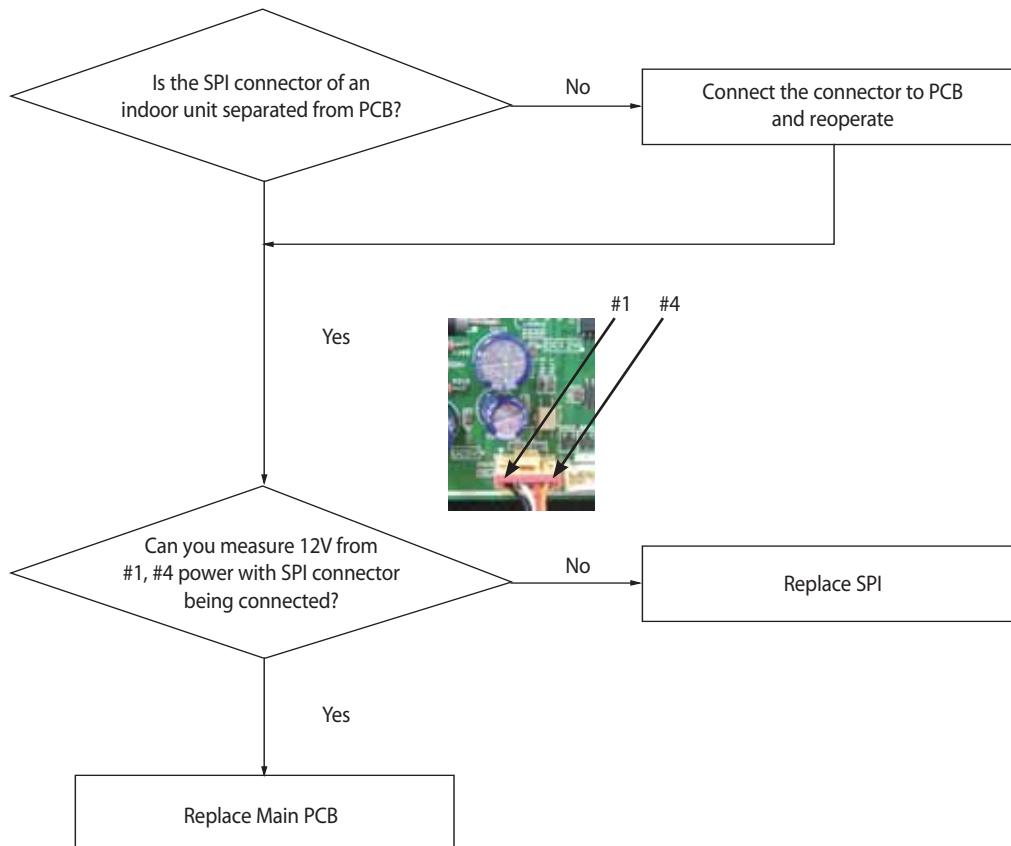 Is the SPI connector of an
indoor unit separated from PCB?
No
Connect the connector to PCB
and reoperate
#1
#4
Yes
Can you measure 12V from
#1, #4 power with SPI connector
being connected?
No
Replace SPI
Yes
Replace Main PCB